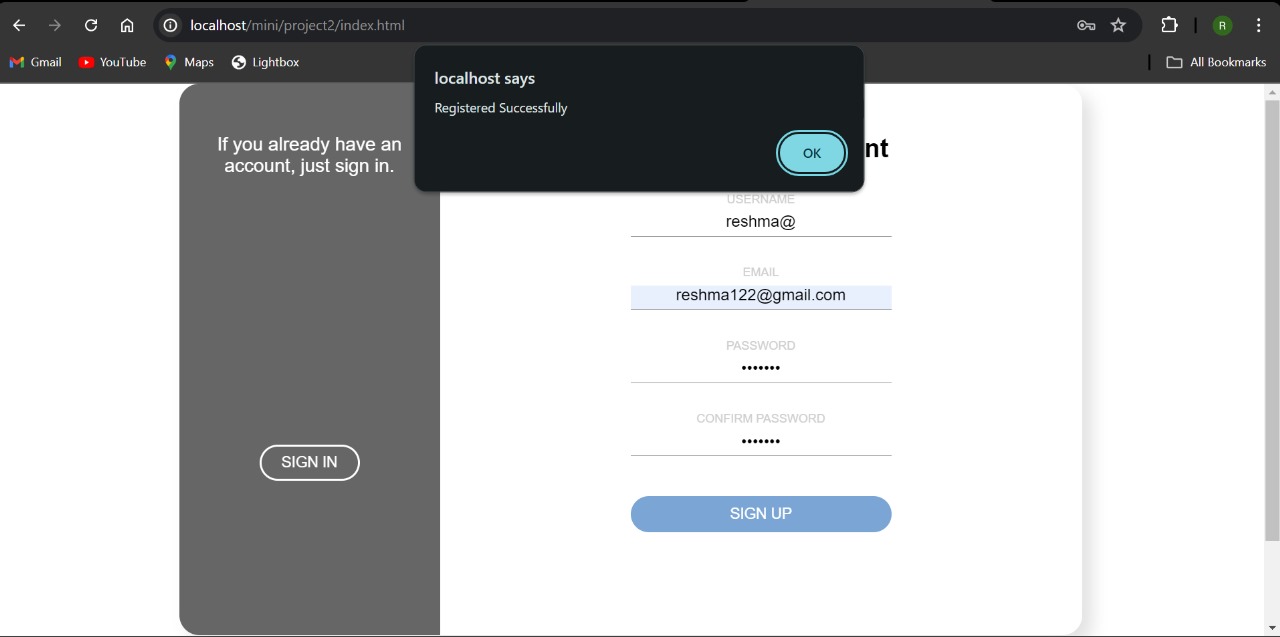 localhost/mini/project2/index.html
R
Gmail
YouTube
Maps
Lightbox
All Bookmarks
localhost says
Registered Successfully
OK
If you already have an
account, just sign in.
SIGN IN
nt
USERNAME
reshma@
EMAIL
reshma122@gmail.com
PASSWORD
•••••••
CONFIRM PASSWORD
•••••••
SIGN UP